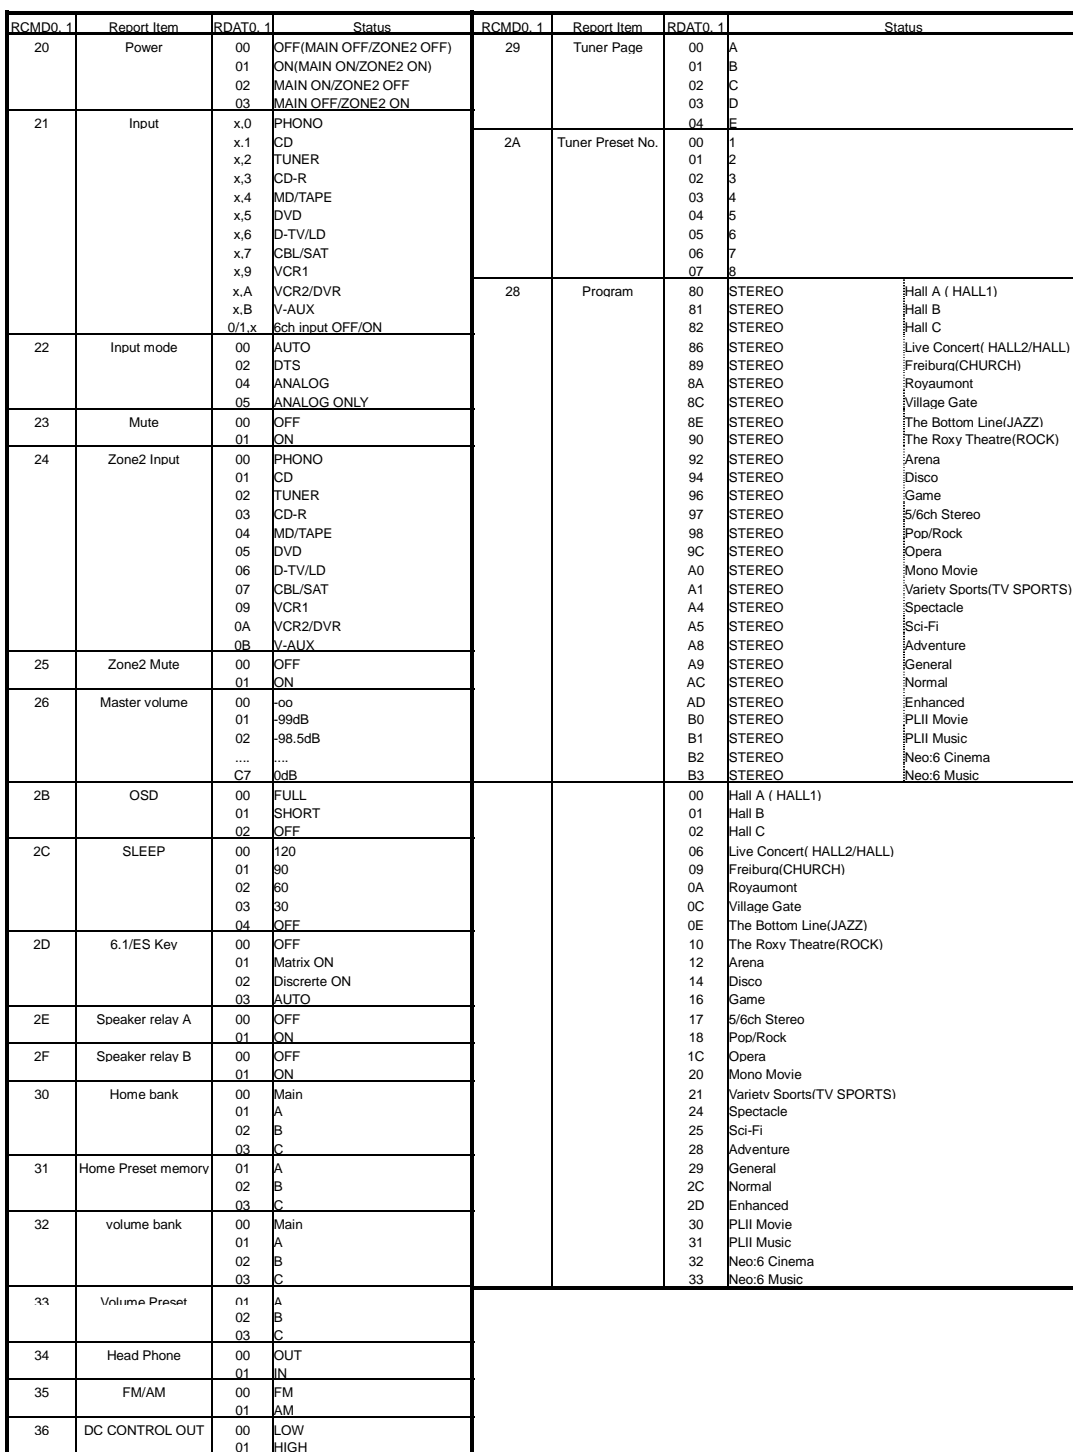 RCMD0, 1 Report Item RDAT0, 1 Status
20 Power 00 OFF(MAIN OFF/ZONE2 OFF)
01 ON(MAIN ON/ZONE2 ON)
02 MAIN ON/ZONE2 OFF
03 MAIN OFF/ZONE2 ON
21 Input x,0 PHONO
x.1 CD
x,2 TUNER
x,3 CD-R
x,4 MD/TAPE
x,5 DVD
x,6 D-TV/LD
x,7 CBL/SAT
x,9 VCR1
x,A VCR2/DVR
x,B V-AUX
0/1,x 6ch input OFF/ON
22 Input mode 00 AUTO
02 DTS
04 ANALOG
05 ANALOG ONLY
23 Mute 00 OFF
01 ON
24 Zone2 Input 00 PHONO
01 CD
02 TUNER
03 CD-R
04 MD/TAPE
05 DVD
06 D-TV/LD
07 CBL/SAT
09 VCR1
0A VCR2/DVR
0B V-AUX
25 Zone2 Mute 00 OFF
01 ON
26 Master volume 00 -oo
01 -99dB
02 -98.5dB
.... ....
C7 0dB
2B OSD 00 FULL
01 SHORT
02 OFF
2C SLEEP 00 120
01 90
02 60
03 30
04 OFF
2D 6.1/ES Key 00 OFF
01 Matrix ON
02 Discrerte ON
03 AUTO
2E Speaker relay A 00 OFF
01 ON
2F Speaker relay B 00 OFF
01 ON
30 Home bank 00 Main
01 A
02 B
03 C
31 Home Preset memory 01 A
02 B
03 C
32 volume bank 00 Main
01 A
02 B
03 C
33 Volume Preset 01 A
02 B
03 C
34 Head Phone 00 OUT
01 IN
35 FM/AM 00 FM
01 AM
36 DC CONTROL OUT 00 LOW
01 HIGH
RCMD0, 1 Report Item RDAT0, 1 Status
29 Tuner Page 00 A
01 B
02 C
03 D
04 E
2A Tuner Preset No. 00 1
01 2
02 3
03 4
04 5
05 6
06 7
07 8
28 Program 80 STEREO Hall A ( HALL1)
81 STEREO Hall B
82 STEREO Hall C
86 STEREO Live Concert( HALL2/HALL)
89 STEREO Freiburg(CHURCH)
8A STEREO Royaumont
8C STEREO Village Gate
8E STEREO The Bottom Line(JAZZ)
90 STEREO The Roxy Theatre(ROCK)
92 STEREO Arena
94 STEREO Disco
96 STEREO Game
97 STEREO 5/6ch Stereo
98 STEREO Pop/Rock
9C STEREO Opera
A0 STEREO Mono Movie
A1 STEREO Variety Sports(TV SPORTS)
A4 STEREO Spectacle
A5 STEREO Sci-Fi
A8 STEREO Adventure
A9 STEREO General
AC STEREO Normal
AD STEREO Enhanced
B0 STEREO PLII Movie
B1 STEREO PLII Music
B2 STEREO Neo:6 Cinema
B3 STEREO Neo:6 Music
00 Hall A ( HALL1)
01 Hall B
02 Hall C
06 Live Concert( HALL2/HALL)
09 Freiburg(CHURCH)
0A Royaumont
0C Village Gate
0E The Bottom Line(JAZZ)
10 The Roxy Theatre(ROCK)
12 Arena
14 Disco
16 Game
17 5/6ch Stereo
18 Pop/Rock
1C Opera
20 Mono Movie
21 Variety Sports(TV SPORTS)
24 Spectacle
25 Sci-Fi
28 Adventure
29 General
2C Normal
2D Enhanced
30 PLII Movie
31 PLII Music
32 Neo:6 Cinema
33 Neo:6 Music